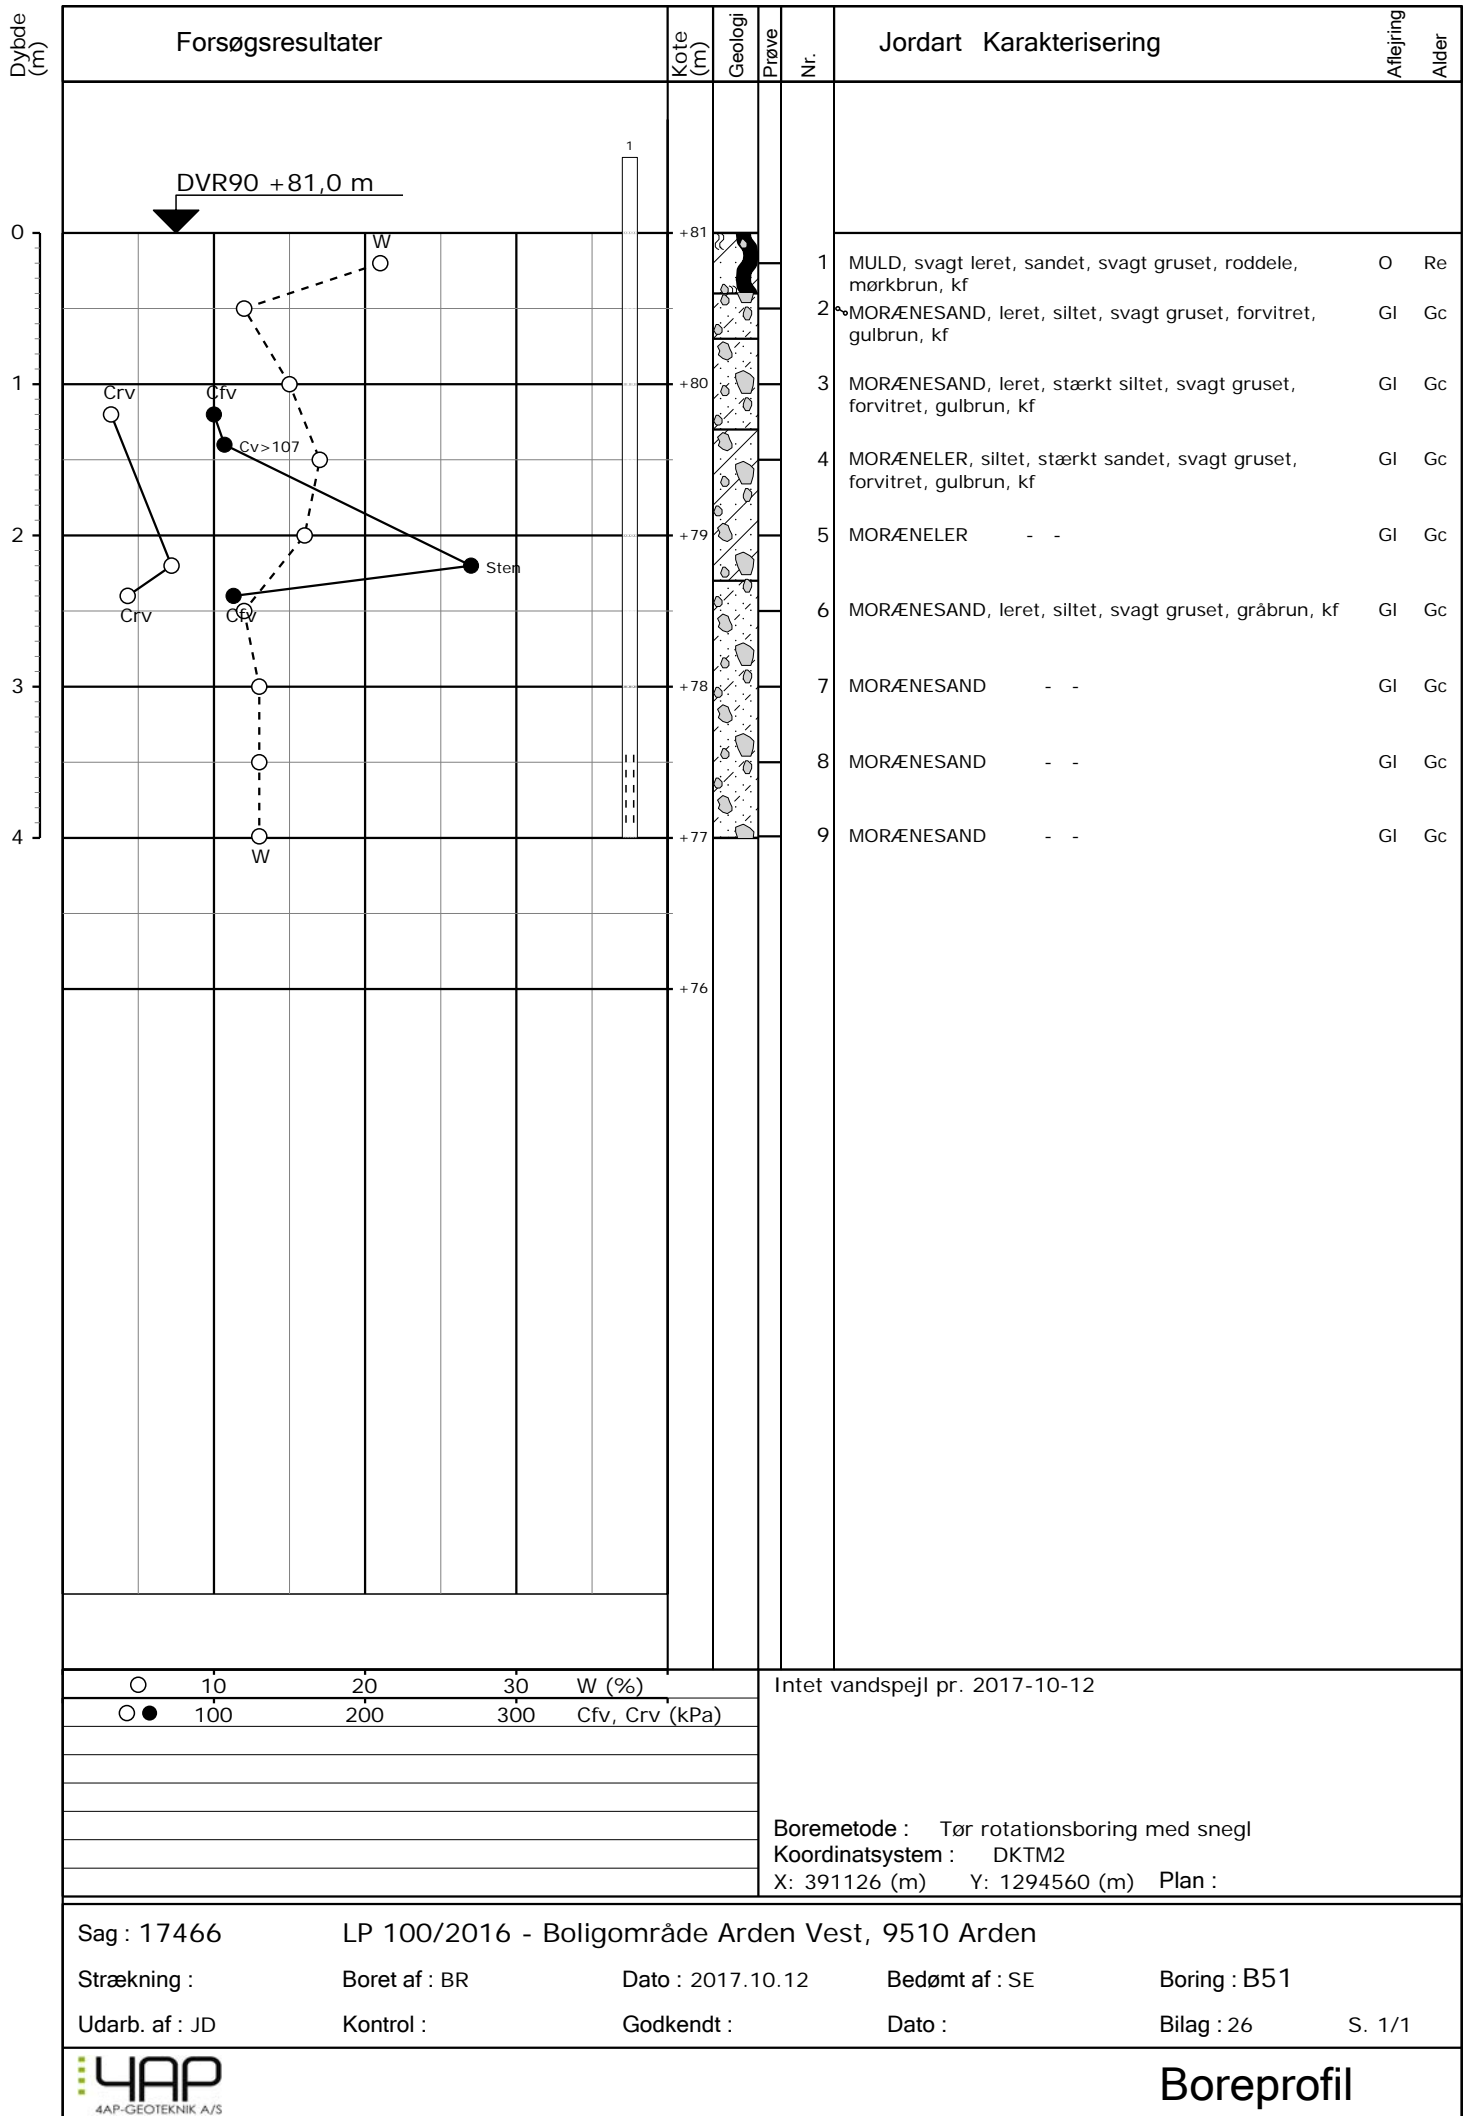 Dybde (m)
Forsøgsresultater
Kote (m)
Geologi
Prøve
Nr.
Jordart Karakterisering
Aflejring
Alder
1
DVR90 +81,0 m
0
W
+81
1 MULD, svagt leret, sandet, svagt gruset, roddele, O Re
mørkbrun, kf
2 MORÆNESAND, leret, siltet, svagt gruset, forvitret, Gl Gc
gulbrun, kf
1
Crv
Cfv
+80
3 MORÆNESAND, leret, stærkt siltet, svagt gruset, Gl Gc
forvitret, gulbrun, kf
Cv>107
4 MORÆNELER, siltet, stærkt sandet, svagt gruset, Gl Gc
forvitret, gulbrun, kf
2
+79
5 MORÆNELER - - Gl Gc
Sten
Crv
Cfv
6 MORÆNESAND, leret, siltet, svagt gruset, gråbrun, kf Gl Gc
3
+78
7 MORÆNESAND - - Gl Gc
8 MORÆNESAND - - Gl Gc
4
W
+77
9 MORÆNESAND - - Gl Gc
+76
10 20 30 W (%)
100 200 300 Cfv, Crv (kPa)
Intet vandspejl pr. 2017-10-12
Boremetode : Tør rotationsboring med snegl
Koordinatsystem : DKTM2
X: 391126 (m) Y: 1294560 (m) Plan :
Sag : 17466 LP 100/2016 - Boligområde Arden Vest, 9510 Arden
Strækning : Boret af : BR Dato : 2017.10.12 Bedømt af : SE Boring : B51
Udarb. af : JD Kontrol : Godkendt : Dato : Bilag : 26 S. 1/1
4AP
4AP-GEOTEKNIK A/S
Boreprofil